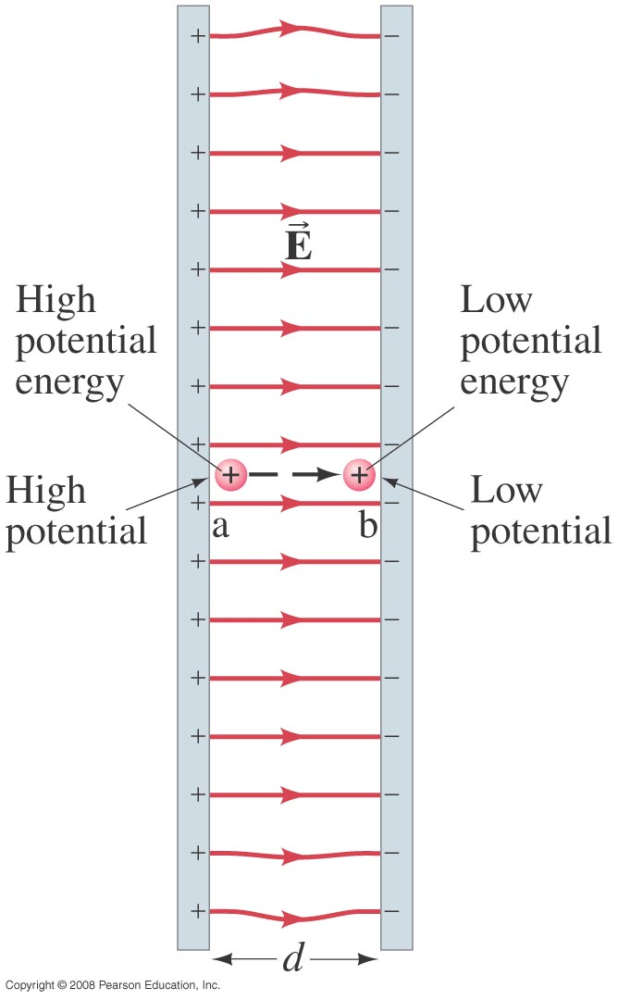 E
High
potential
energy
Low
potential
energy
High
potential
Low
potential
a
b
d
Copyright © 2008 Pearson Education, Inc.